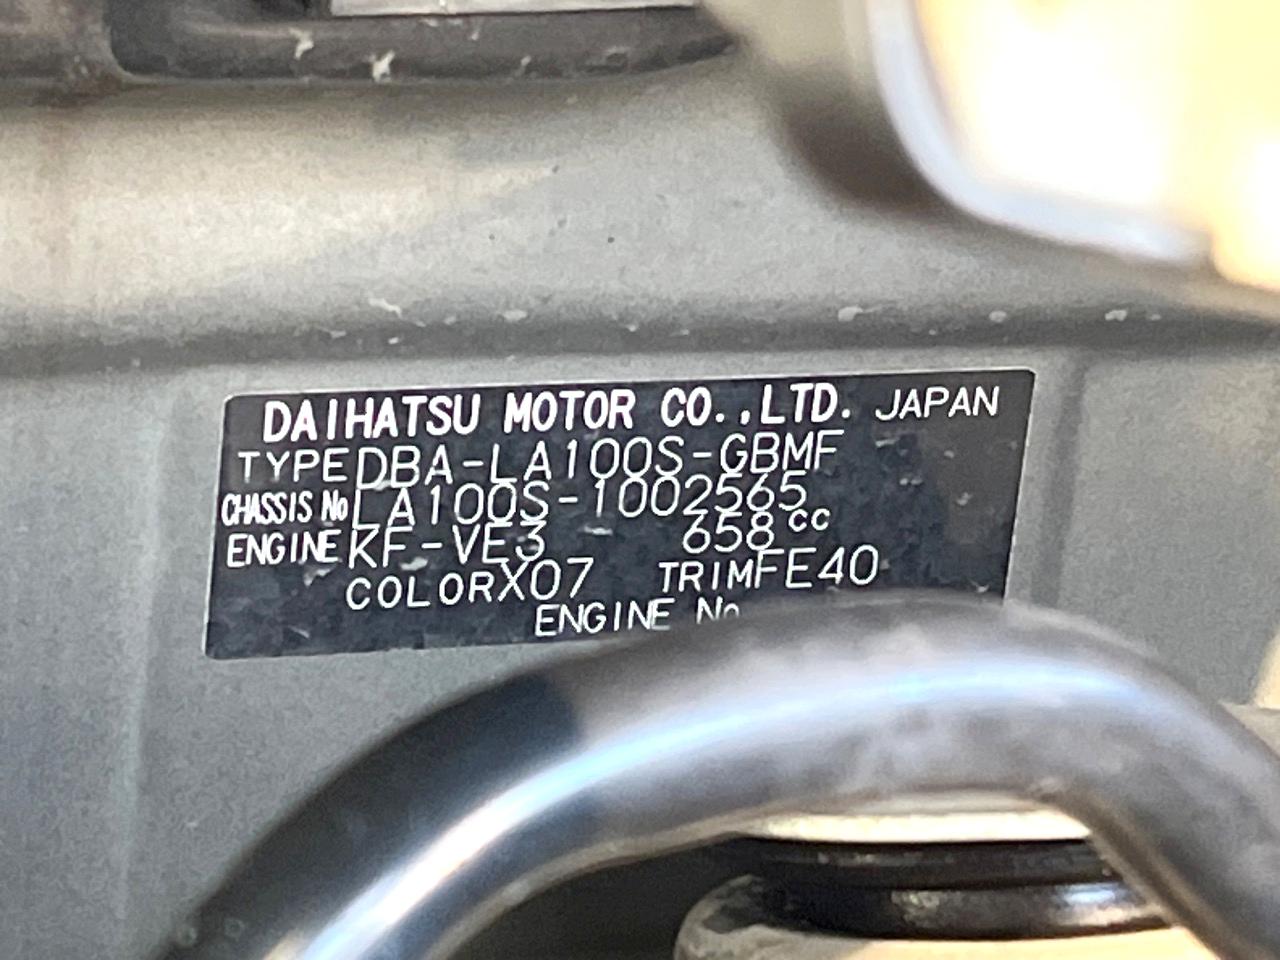 DAIHATSU MOTOR CO.,LTD. JAPAN
TYPE DBA-LA100S-GBMF
CHASSIS No LA100S-1002565
ENGINE KF-VE3 658cc
COLOR X07 TRIM FE40
ENGINE No